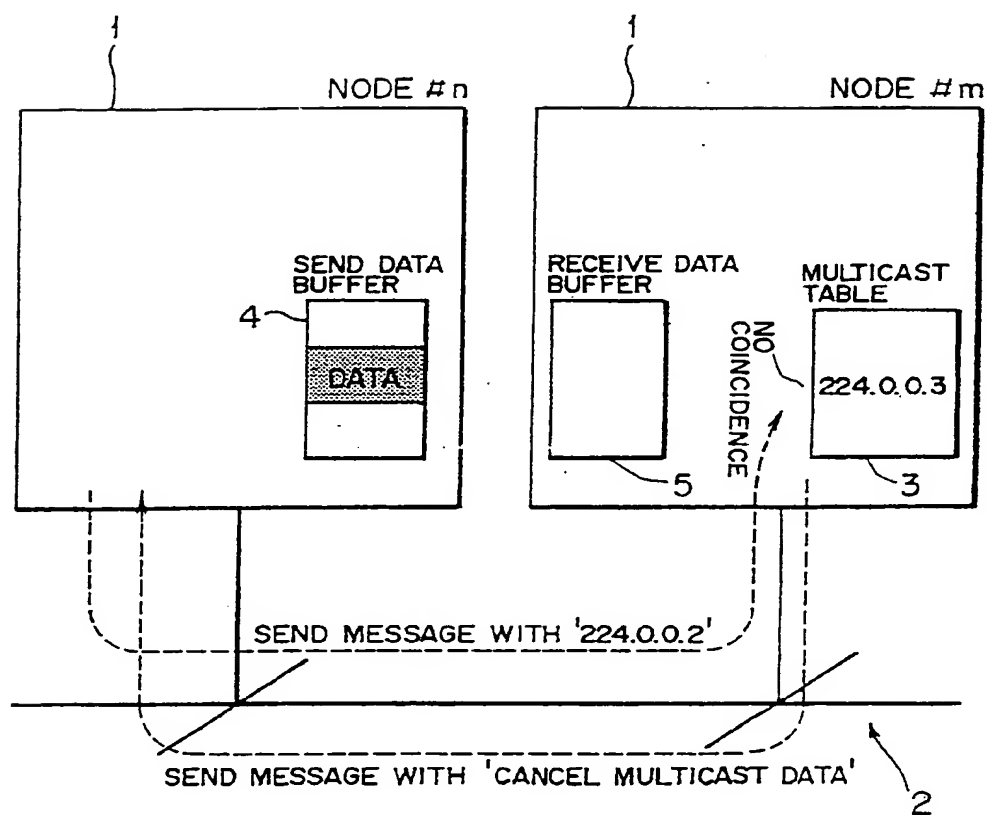 1
1
NODE #n
NODE #m
SEND DATA
BUFFER
4
DATA
RECEIVE DATA
BUFFER
5
MULTICAST
TABLE
224.0.0.3
3
NO
COINCIDENCE
SEND MESSAGE WITH '224.0.0.2'
SEND MESSAGE WITH 'CANCEL MULTICAST DATA'
2